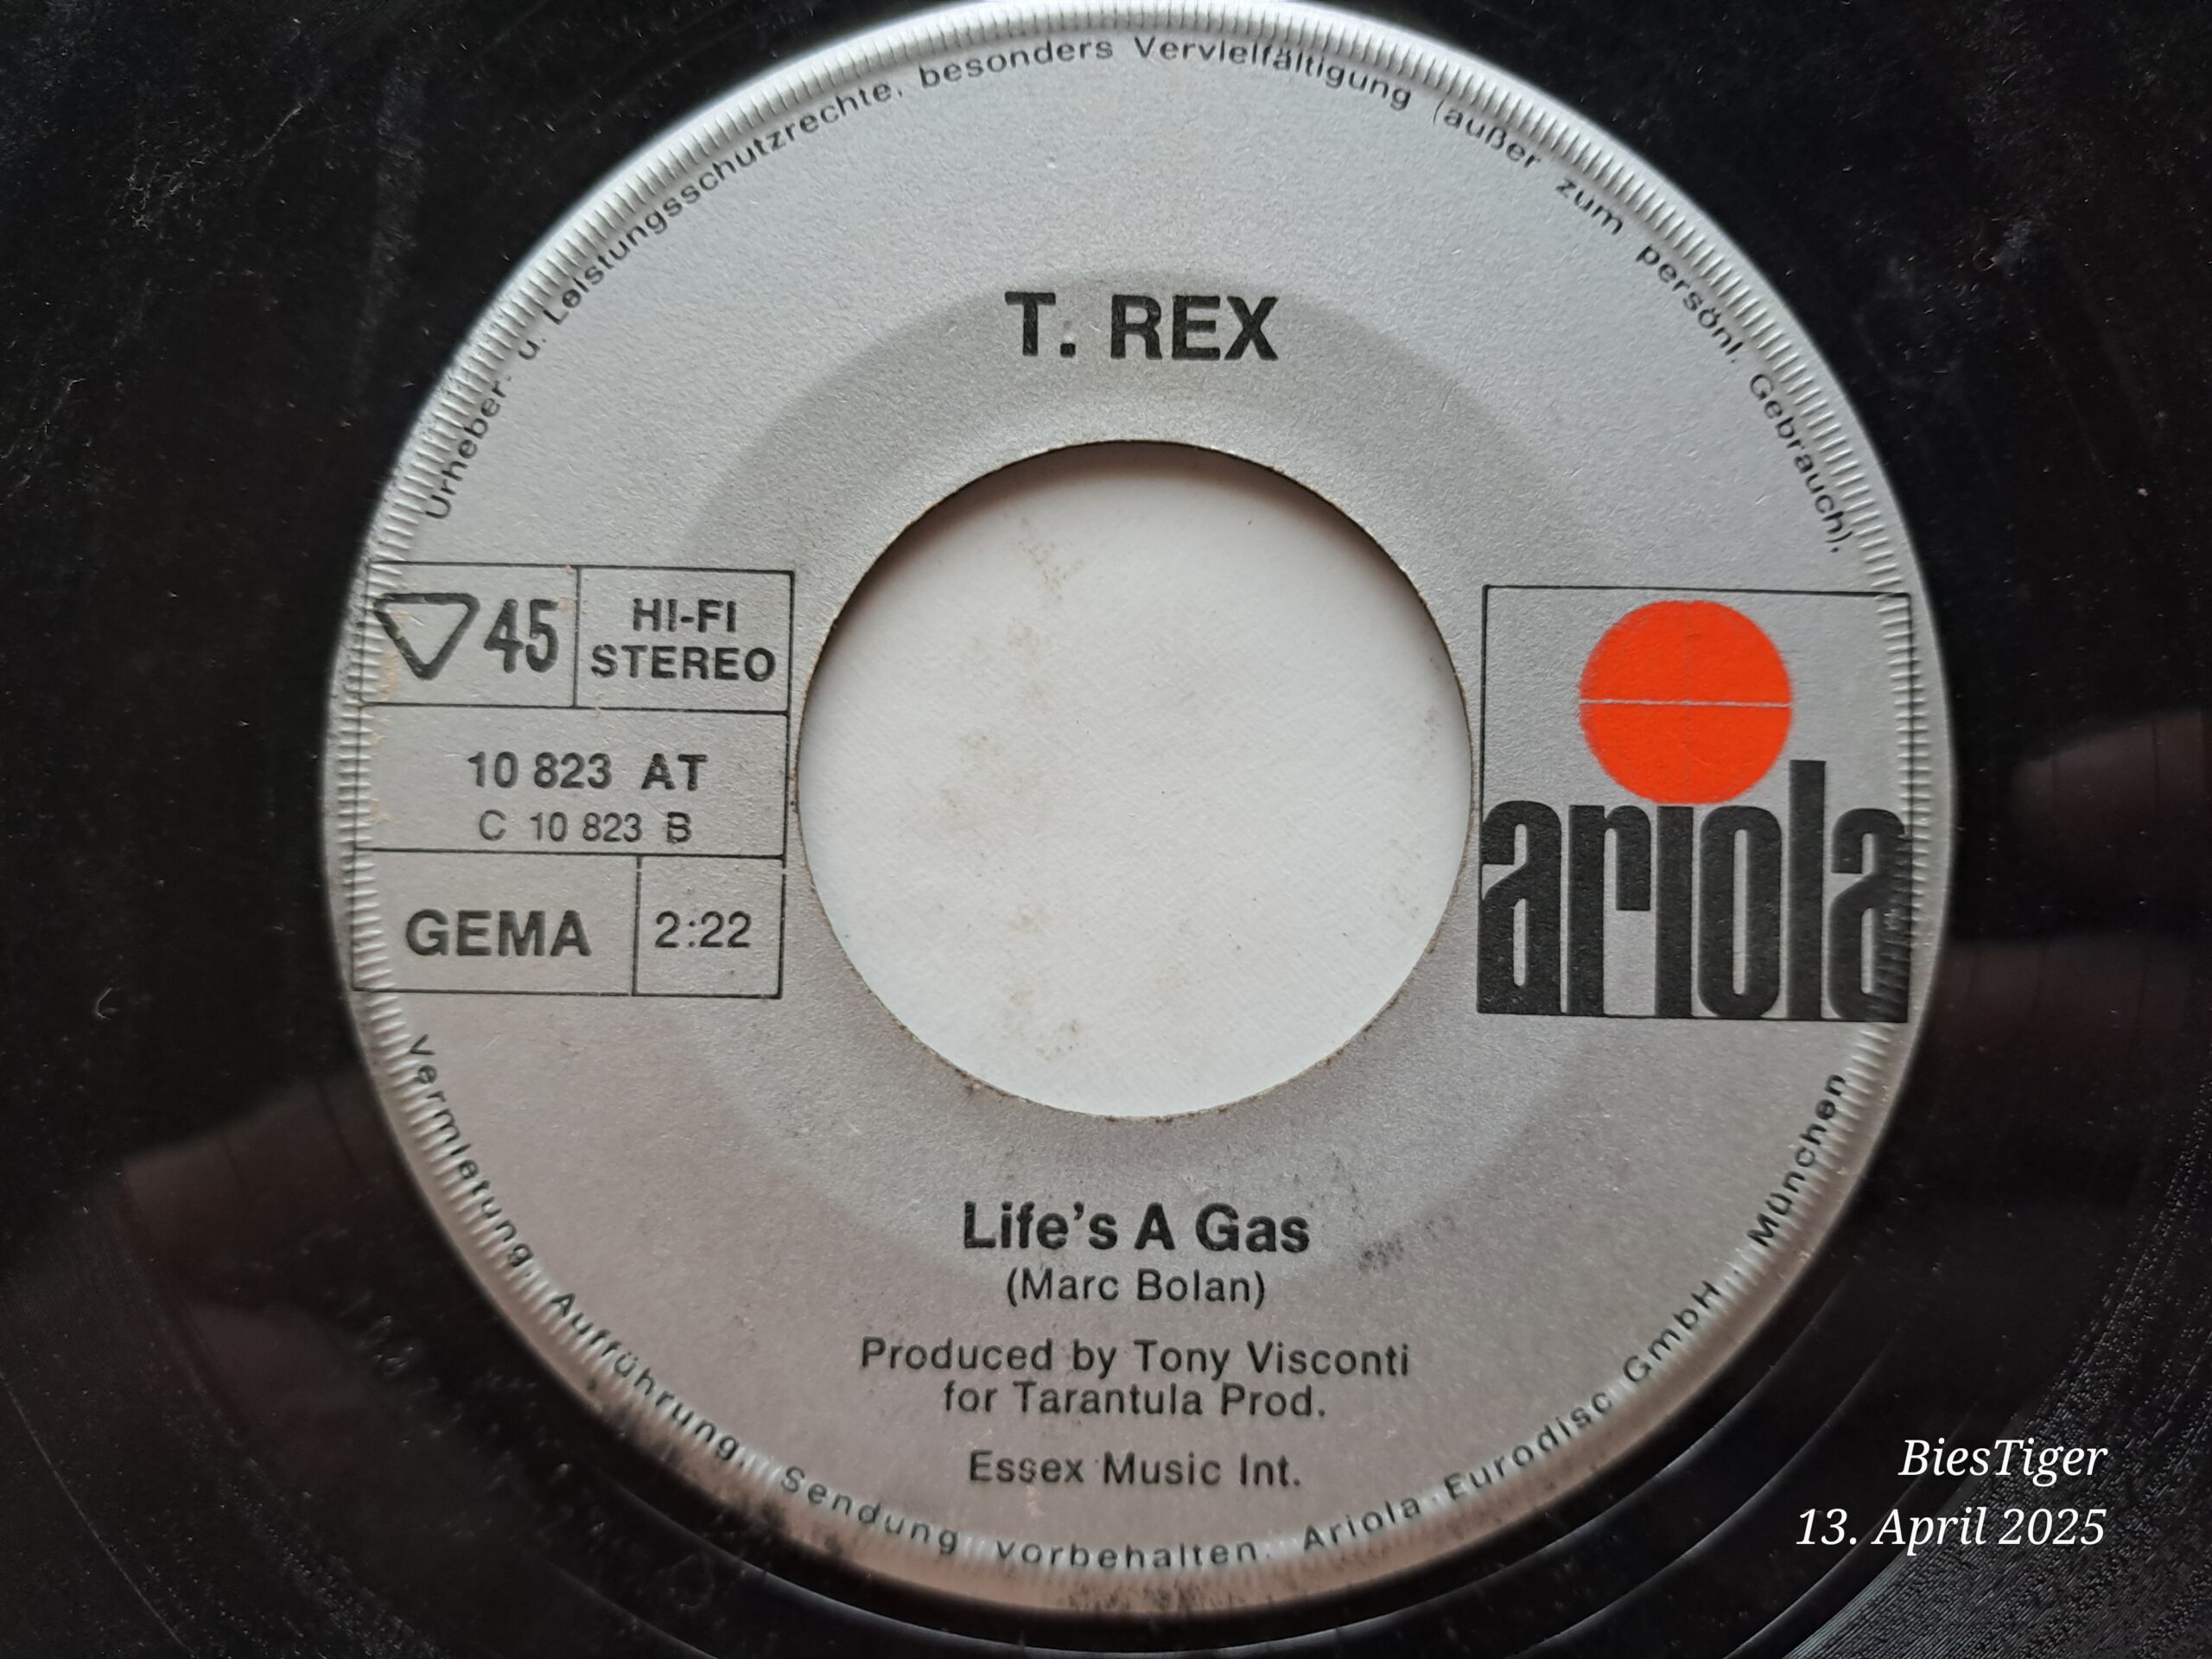 Urheber- u. Leistungsschutzrechte, besonders Vervielfältigung (außer zum persönl. Gebrauch),
T. REX
45
HI-FI
STEREO
10 823 AT
C 10 823 B
GEMA
2:22
ariola
Life's A Gas
(Marc Bolan)
Produced by Tony Visconti
for Tarantula Prod.
Essex Music Int.
Vermietung, Aufführung, Sendung vorbehalten. Ariola-Eurodisc GmbH München
BiesTiger
13. April 2025